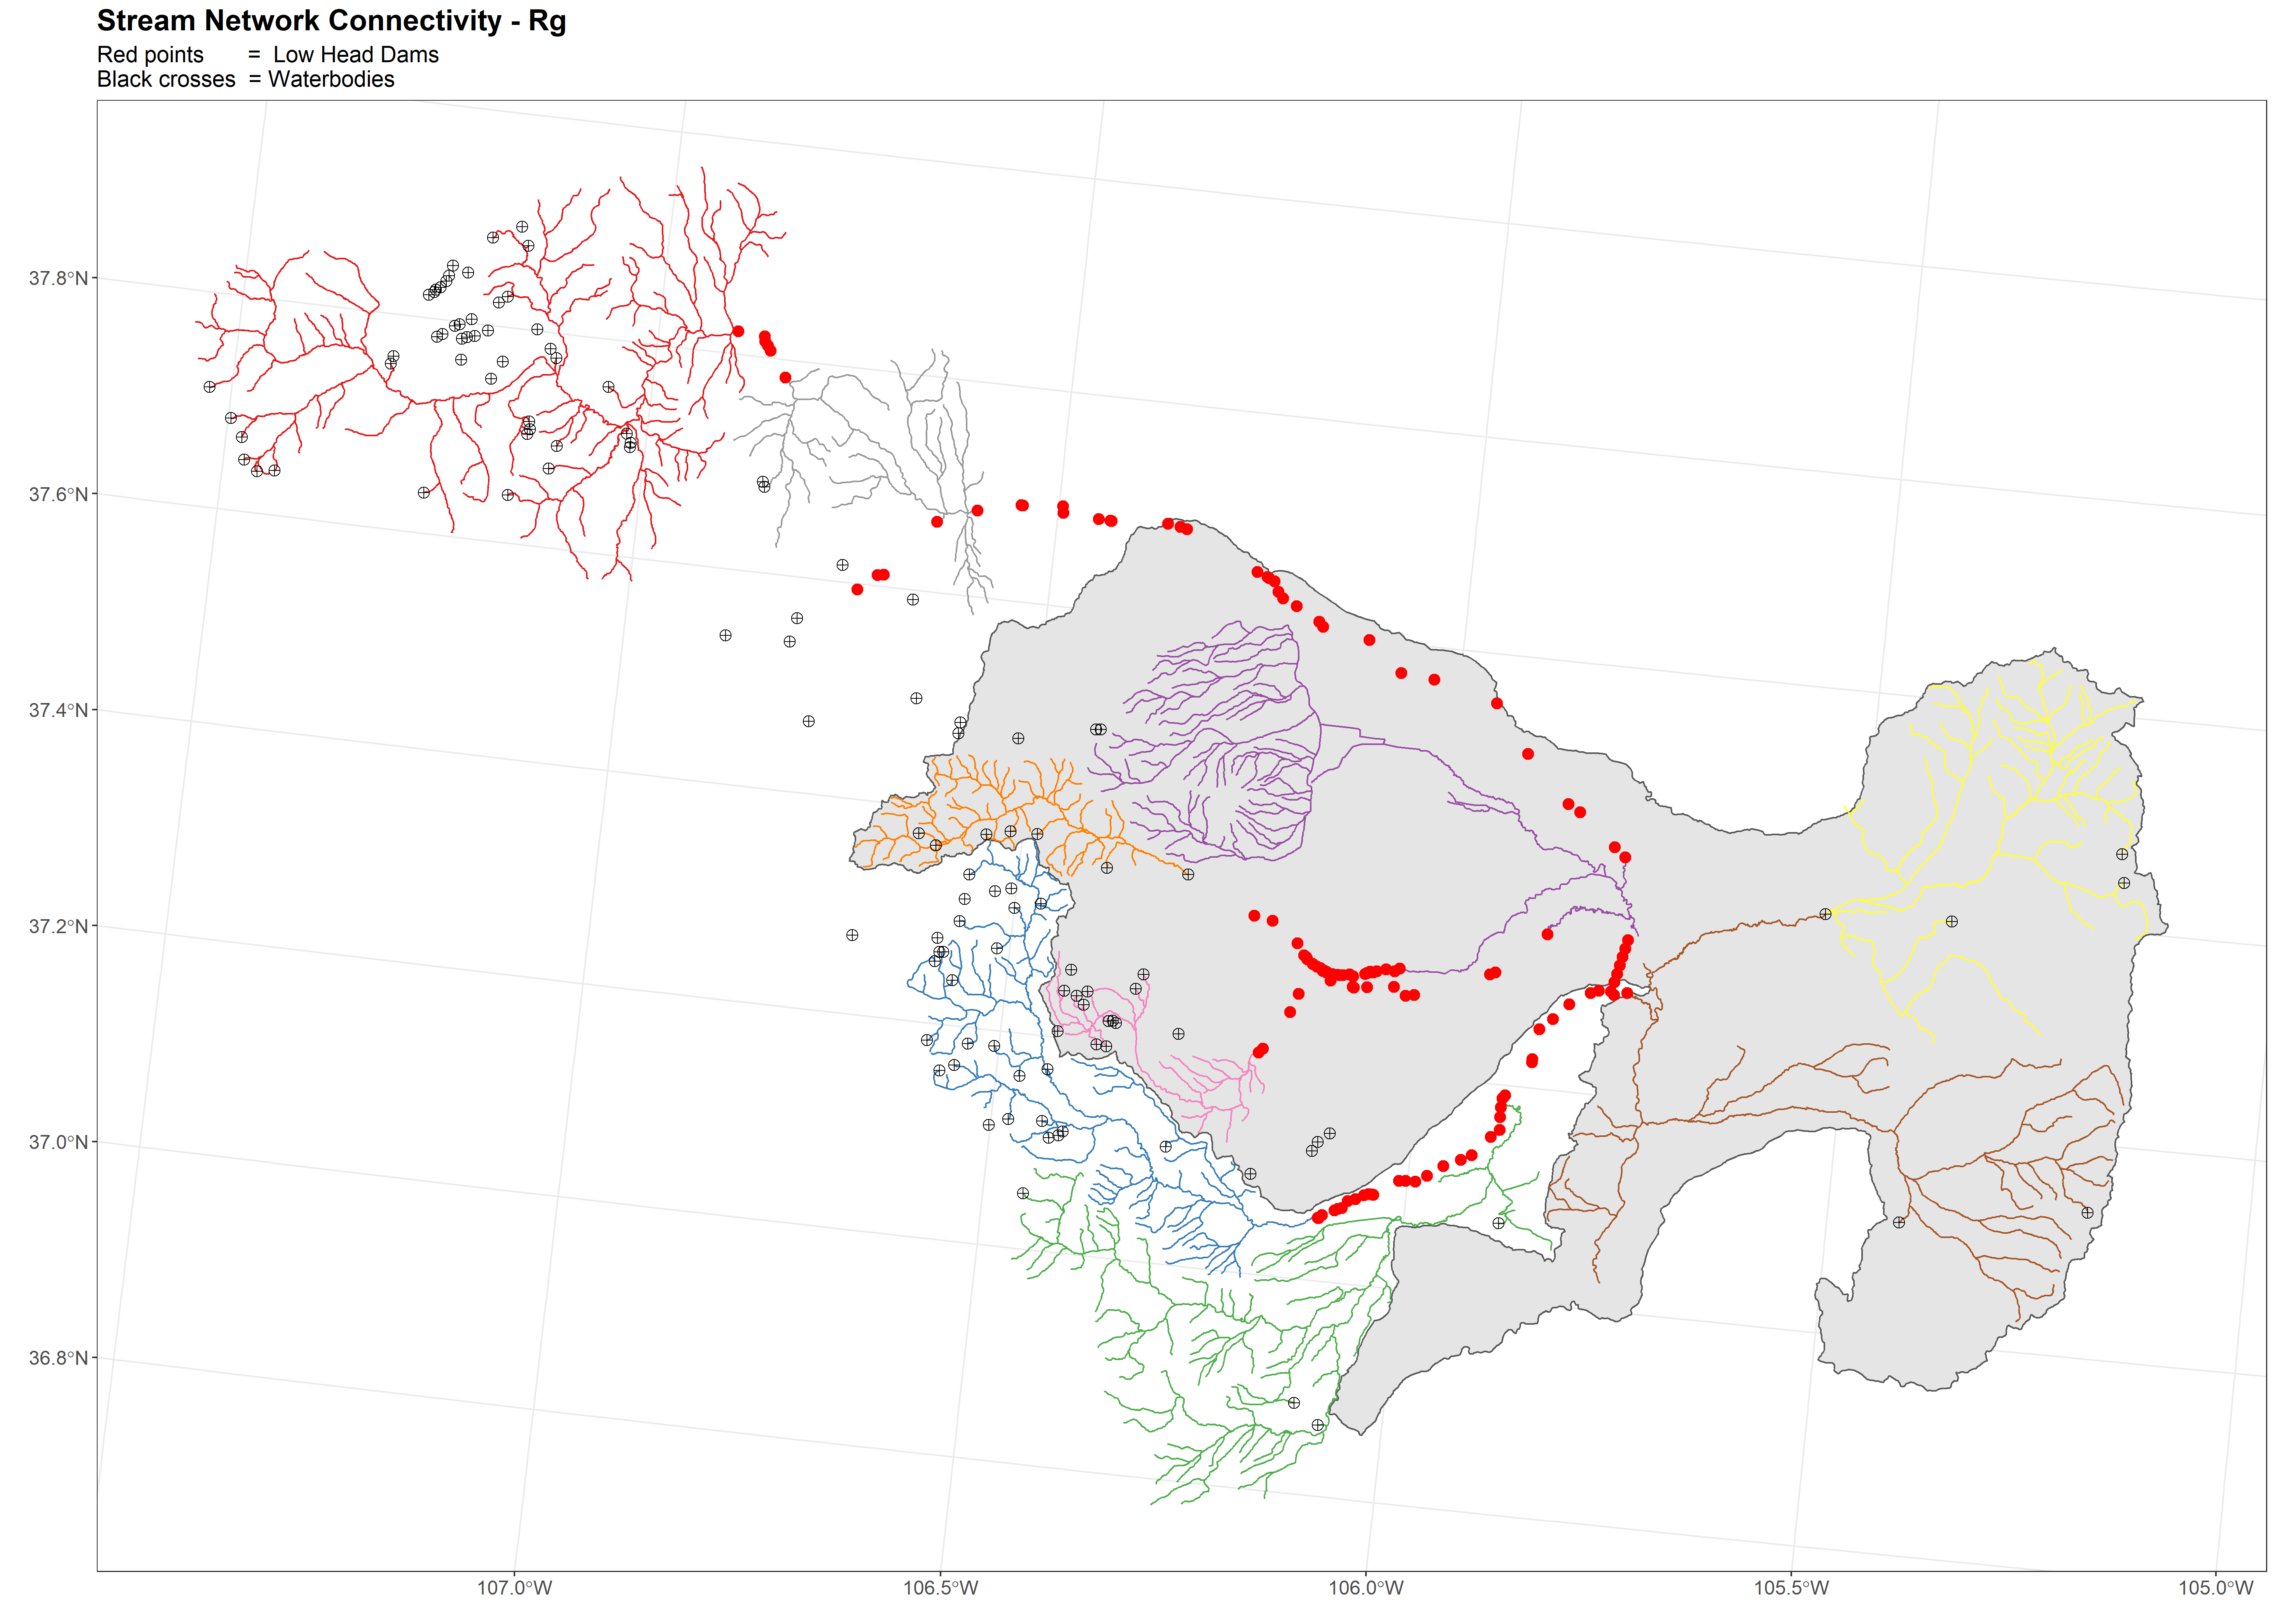 Stream Network Connectivity - Rg
Red points = Low Head Dams
Black crosses = Waterbodies
37.8°N
37.6°N
37.4°N
37.2°N
37.0°N
36.8°N
107.0°W 106.5°W 106.0°W 105.5°W 105.0°W